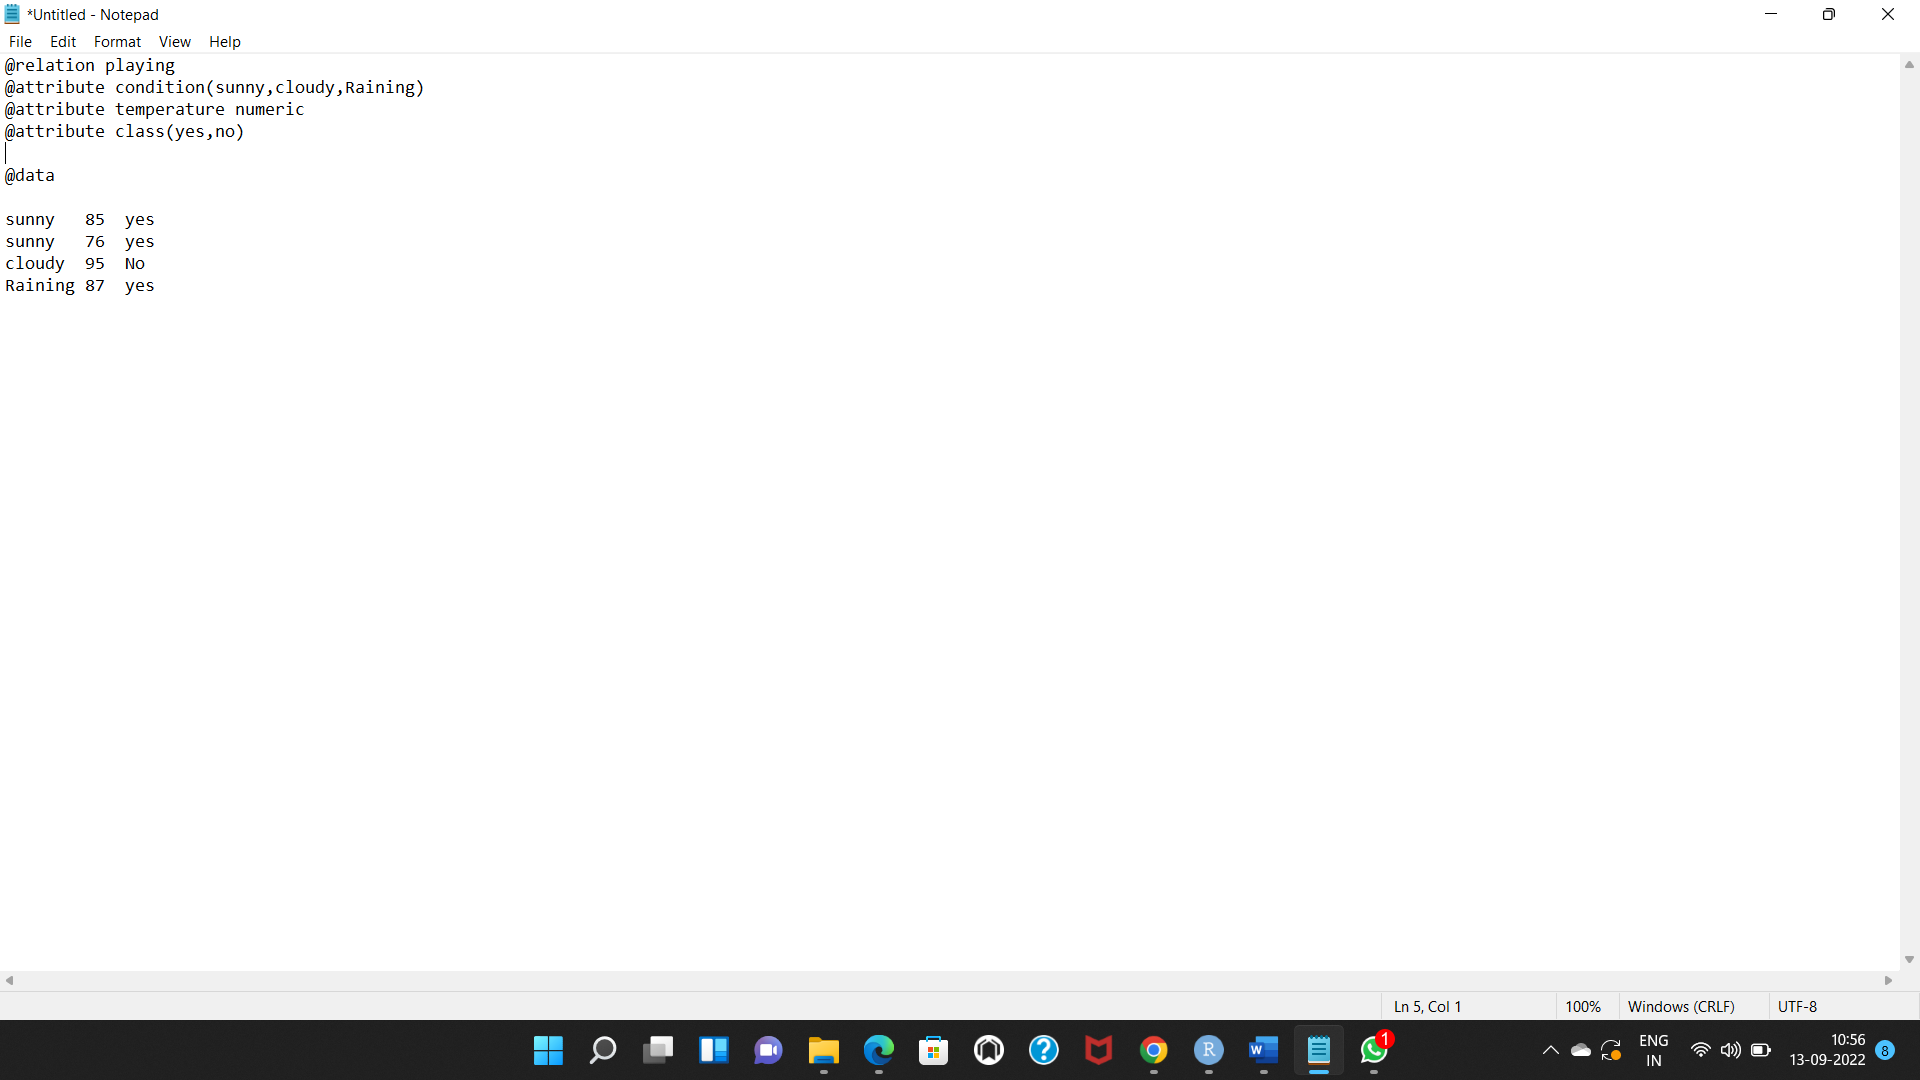 *Untitled - Notepad
File Edit Format View Help
@relation playing
@attribute condition(sunny,cloudy,Raining)
@attribute temperature numeric
@attribute class(yes,no)
@data
sunny   85  yes
sunny   76  yes
cloudy  95  No
Raining 87  yes
Ln 5, Col 1 100% Windows (CRLF) UTF-8
W R 1
ENG
IN
10:56
13-09-2022
8